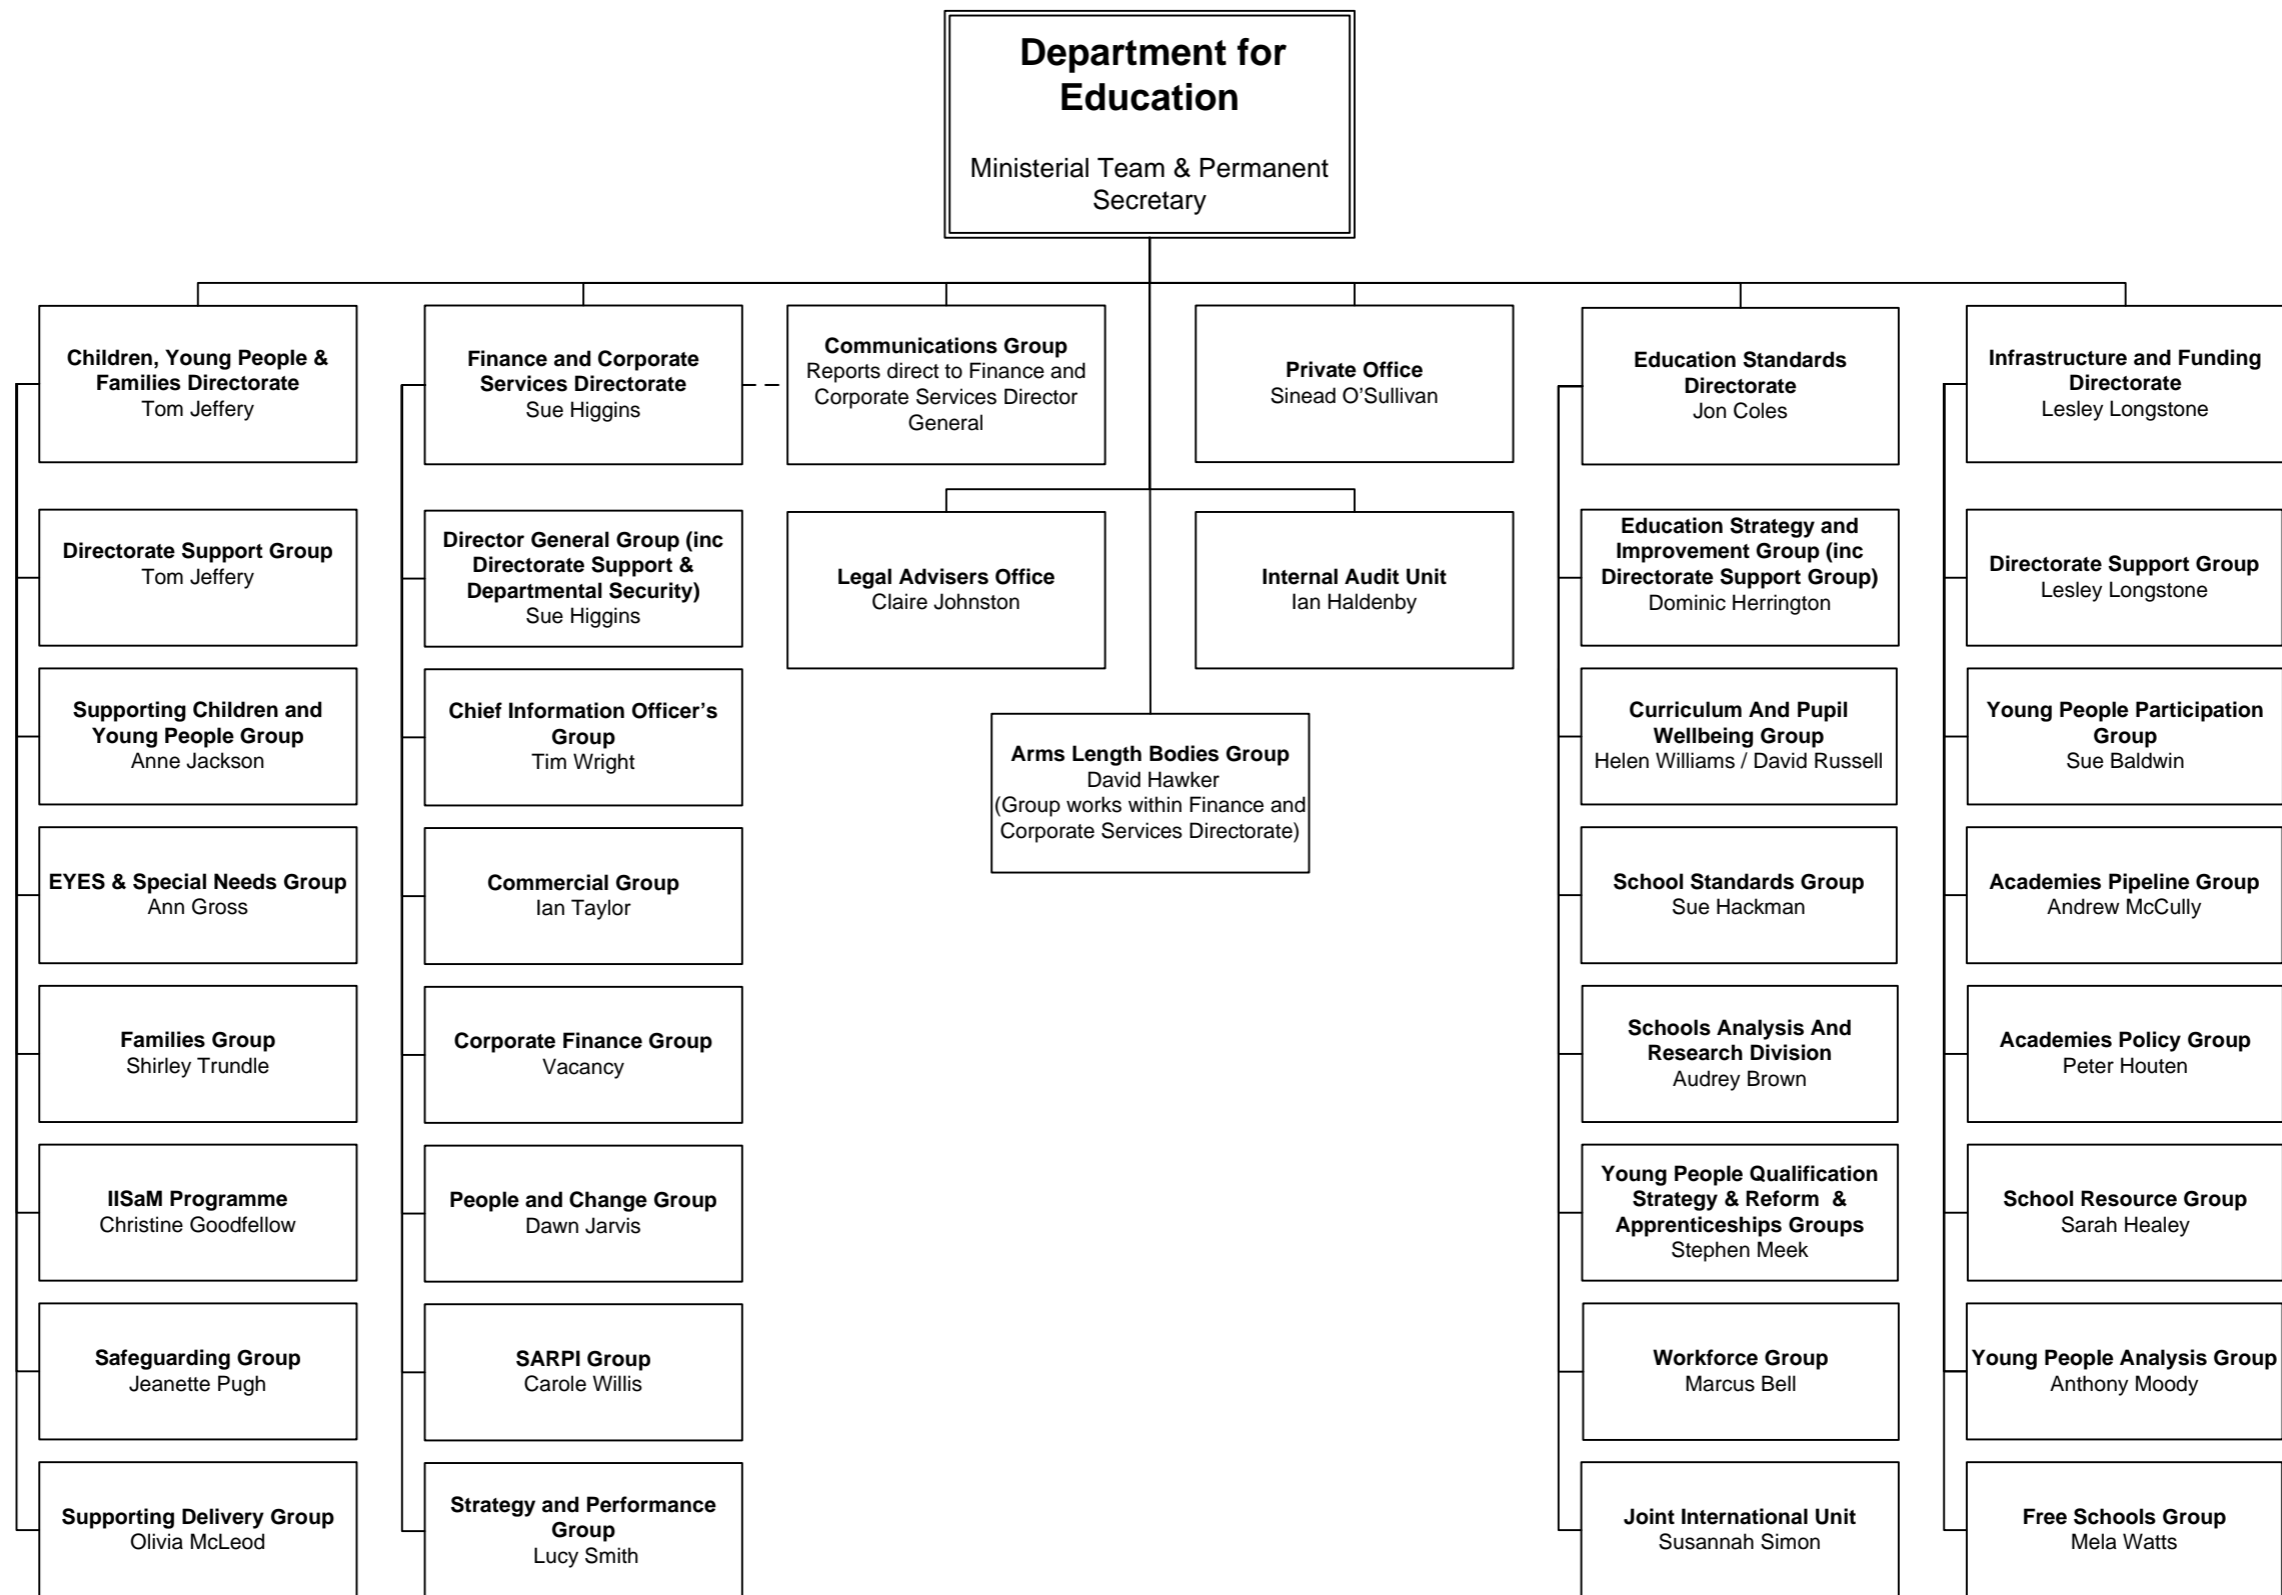 Department for
Education
Ministerial Team & Permanent
Secretary
Children, Young People &
Families Directorate
Tom Jeffery
Finance and Corporate
Services Directorate
Sue Higgins
Communications Group
Reports direct to Finance and
Corporate Services Director
General
Private Office
Sinead O’Sullivan
Education Standards
Directorate
Jon Coles
Infrastructure and Funding
Directorate
Lesley Longstone
Directorate Support Group
Tom Jeffery
Director General Group (inc
Directorate Support &
Departmental Security)
Sue Higgins
Legal Advisers Office
Claire Johnston
Internal Audit Unit
Ian Haldenby
Education Strategy and
Improvement Group (inc
Directorate Support Group)
Dominic Herrington
Directorate Support Group
Lesley Longstone
Supporting Children and
Young People Group
Anne Jackson
Chief Information Officer’s
Group
Tim Wright
Arms Length Bodies Group
David Hawker
(Group works within Finance and
Corporate Services Directorate)
Curriculum And Pupil
Wellbeing Group
Helen Williams / David Russell
Young People Participation
Group
Sue Baldwin
EYES & Special Needs Group
Ann Gross
Commercial Group
Ian Taylor
School Standards Group
Sue Hackman
Academies Pipeline Group
Andrew McCully
Families Group
Shirley Trundle
Corporate Finance Group
Vacancy
Schools Analysis And
Research Division
Audrey Brown
Academies Policy Group
Peter Houten
IISaM Programme
Christine Goodfellow
People and Change Group
Dawn Jarvis
Young People Qualification
Strategy & Reform &
Apprenticeships Groups
Stephen Meek
School Resource Group
Sarah Healey
Safeguarding Group
Jeanette Pugh
SARPI Group
Carole Willis
Workforce Group
Marcus Bell
Young People Analysis Group
Anthony Moody
Supporting Delivery Group
Olivia McLeod
Strategy and Performance
Group
Lucy Smith
Joint International Unit
Susannah Simon
Free Schools Group
Mela Watts